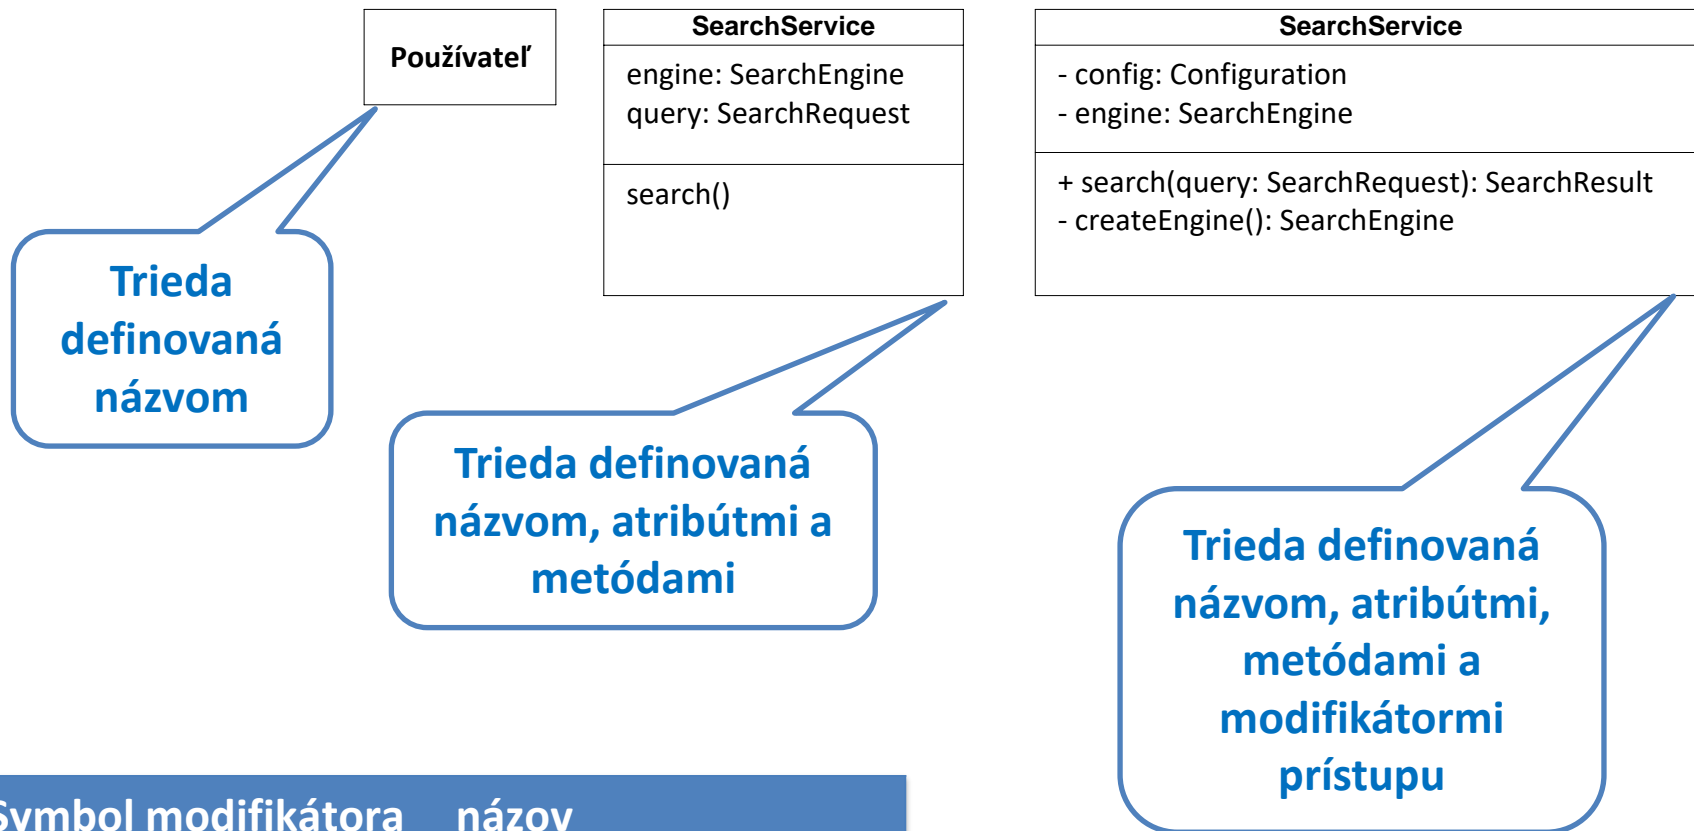 Používateľ
SearchService
engine: SearchEngine
query: SearchRequest
search()
SearchService
- config: Configuration
- engine: SearchEngine
+ search(query: SearchRequest): SearchResult
- createEngine(): SearchEngine
Trieda
definovaná
názvom
Trieda definovaná
názvom, atribútmi a
metódami
Trieda definovaná
názvom, atribútmi,
metódami a
modifikátormi
prístupu
Symbol modifikátora názov